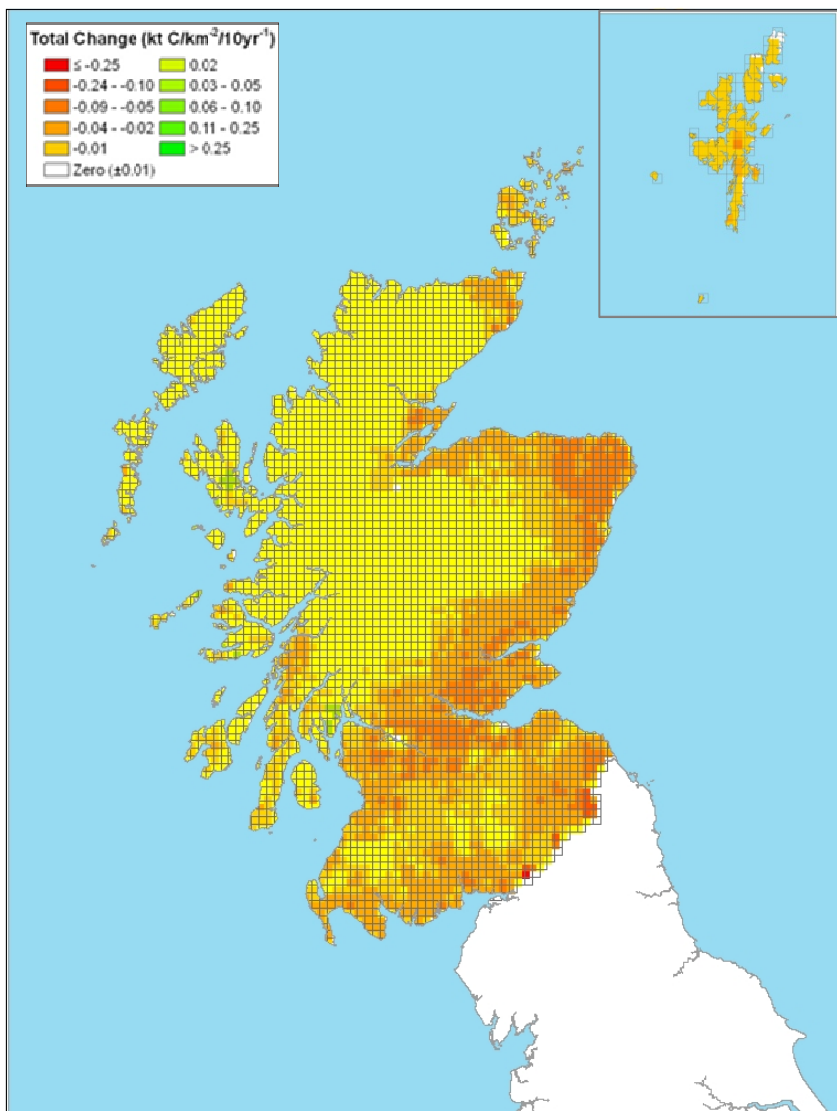 Total Change (kt C/km⁻²/10yr⁻¹)
≤ -0.25
-0.24 - -0.10
-0.09 - -0.05
-0.04 - -0.02
-0.01
Zero (±0.01)
0.02
0.03 - 0.05
0.06 - 0.10
0.11 - 0.25
> 0.25